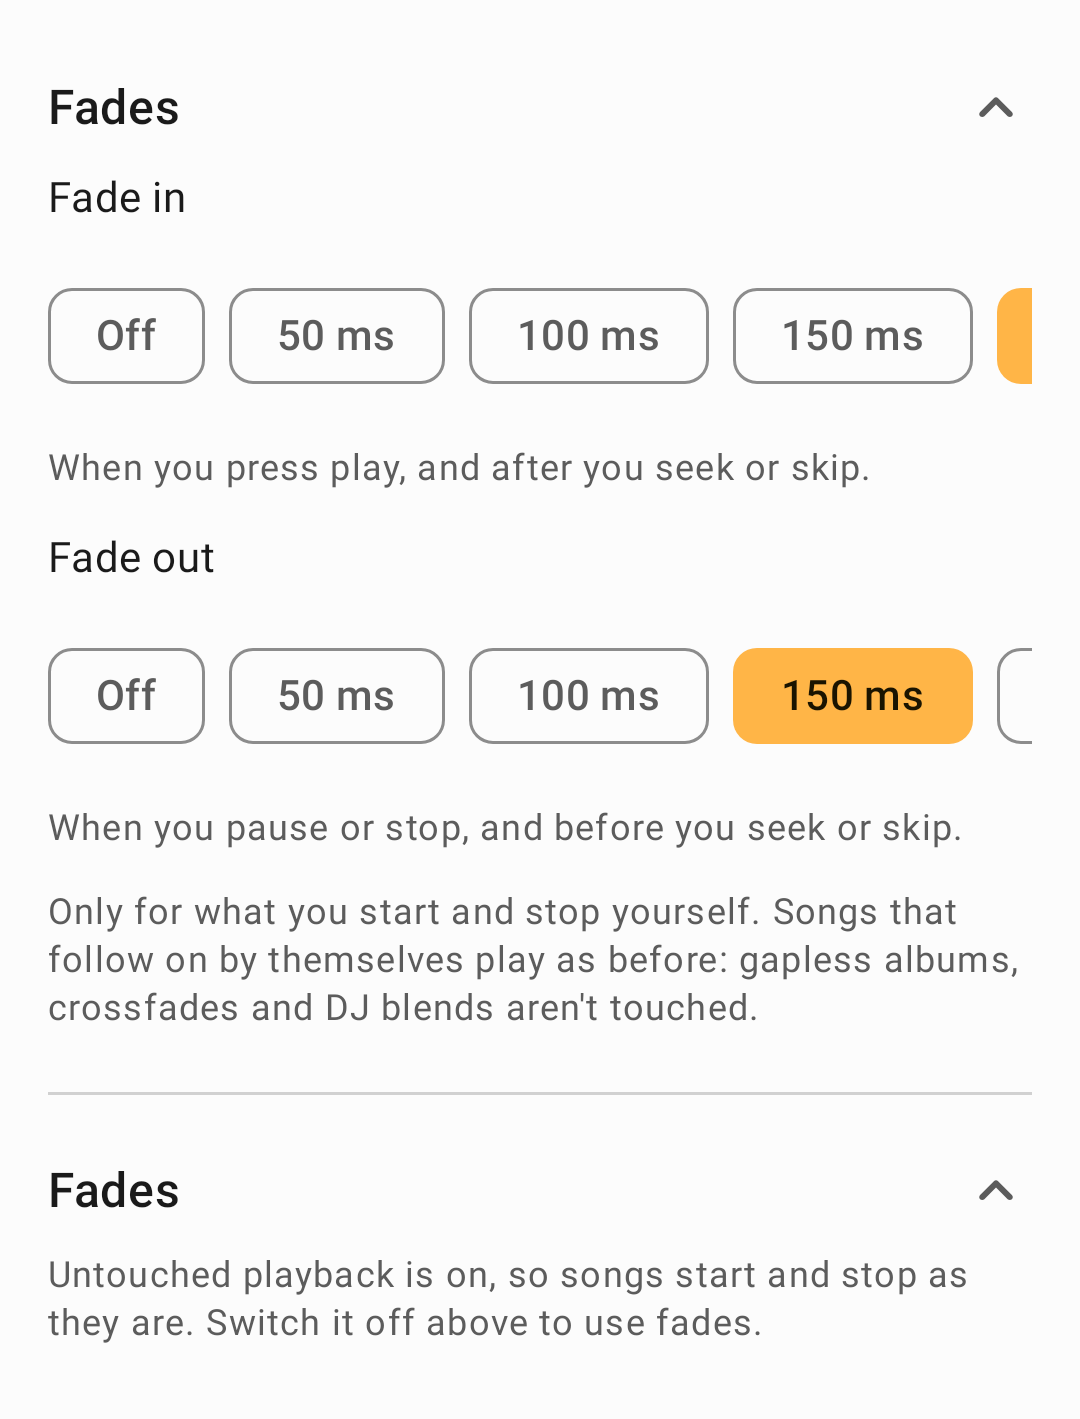 Fades
Fade in
Off 50 ms 100 ms 150 ms
When you press play, and after you seek or skip.
Fade out
Off 50 ms 100 ms 150 ms
When you pause or stop, and before you seek or skip.
Only for what you start and stop yourself. Songs that
follow on by themselves play as before: gapless albums,
crossfades and DJ blends aren't touched.
Fades
Untouched playback is on, so songs start and stop as
they are. Switch it off above to use fades.